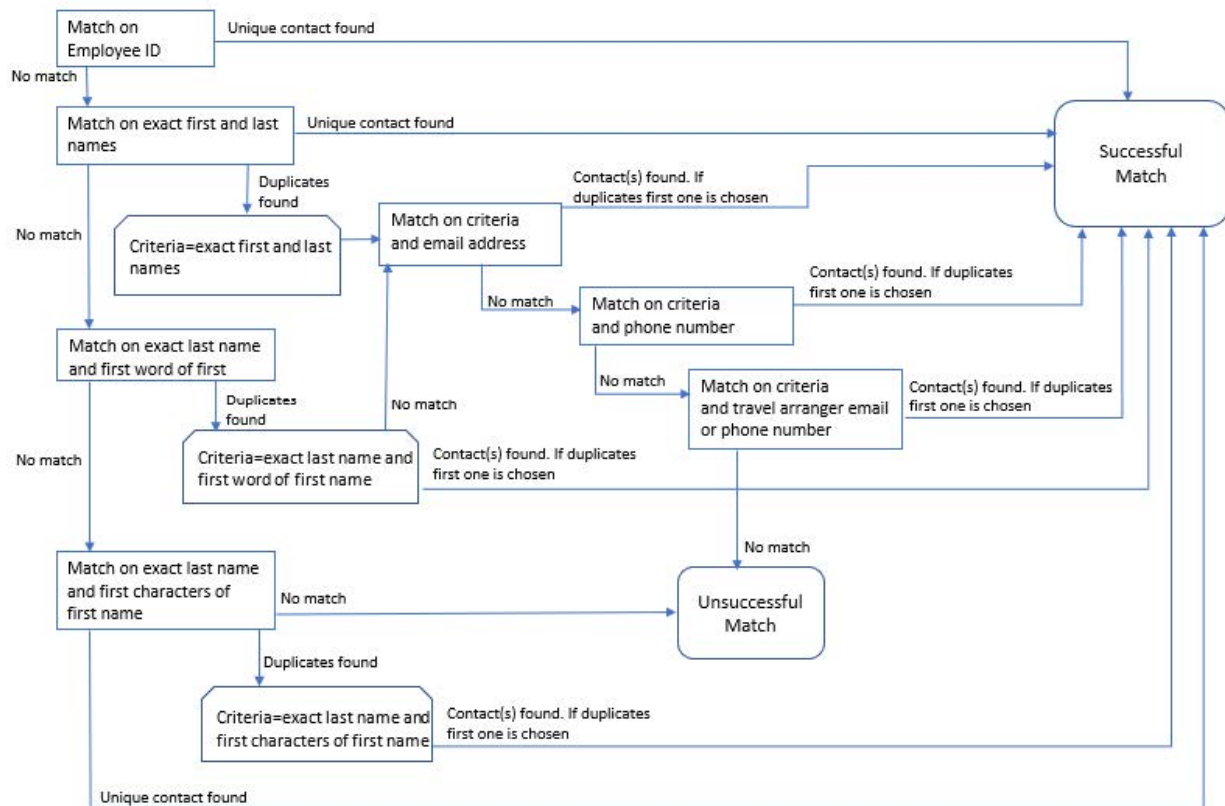 Match on
Employee ID
Unique contact found
No match
Match on exact first and last
names
Unique contact found
Successful
Match
Duplicates
found
Contact(s) found. If
duplicates first one is chosen
No match
Criteria=exact first and last
names
Match on criteria
and email address
No match
Match on criteria
and phone number
Contact(s) found. If duplicates
first one is chosen
Match on exact last name
and first word of first
No match
Match on criteria
and travel arranger email
or phone number
Contact(s) found. If duplicates
first one is chosen
Duplicates
found
No match
No match
Criteria=exact last name and
first word of first name
Contact(s) found. If duplicates
first one is chosen
No match
Match on exact last name
and first characters of
first name
No match
Unsuccessful
Match
Duplicates found
Criteria=exact last name and
first characters of first name
Contact(s) found. If duplicates
first one is chosen
Unique contact found